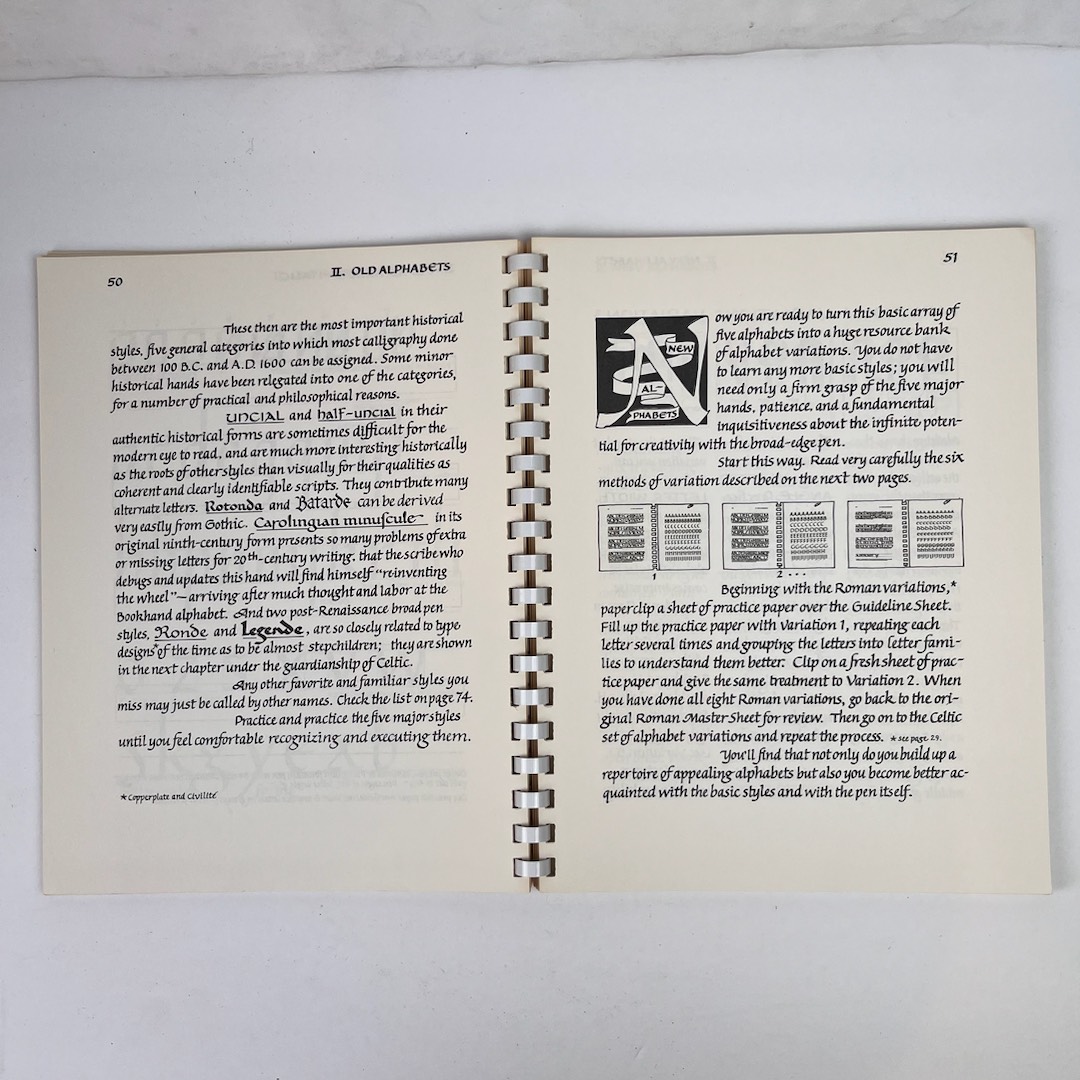 50
II. OLD ALPHABETS
These then are the most important historical
styles, five general categories into which most calligraphy done
between 100 B.C. and A.D. 1600 can be assigned. Some minor
historical hands have been relegated into one of the categories,
for a number of practical and philosophical reasons.
UNCIAL and half-uncial in their
authentic historical forms are sometimes difficult for the
modern eye to read, and are much more interesting historically
as the roots of other styles than visually for their qualities as
coherent and clearly identifiable scripts. They contribute many
alternate letters. Rotonda and Batarde can be derived
very easily from Gothic. Carolingian minuscule in its
original ninth-century form presents so many problems of extra
or missing letters for 20th-century writing, that the scribe who
debugs and updates this hand will find himself "reinventing
the wheel"—arriving after much thought and labor at the
Bookhand alphabet. And two post-Renaissance broad pen
styles, Ronde and Legende, are so closely related to type
designs* of the time as to be almost stepchildren; they are shown
in the next chapter under the guardianship of Celtic.
Any other favorite and familiar styles you
miss may just be called by other names. Check the list on page 74.
Practice and practice the five major styles
until you feel comfortable recognizing and executing them.
*Copperplate and Civilité
51
A NEW
AL-
PHABETS
ow you are ready to turn this basic array of
five alphabets into a huge resource bank
of alphabet variations. You do not have
to learn any more basic styles; you will
need only a firm grasp of the five major
hands, patience, and a fundamental
inquisitiveness about the infinite poten-
tial for creativity with the broad-edge pen.
Start this way. Read very carefully the six
methods of variation described on the next two pages.
1
2...
Beginning with the Roman variations,*
paperclip a sheet of practice paper over the Guideline Sheet.
Fill up the practice paper with Variation 1, repeating each
letter several times and grouping the letters into letter fami-
lies to understand them better. Clip on a fresh sheet of prac-
tice paper and give the same treatment to Variation 2. When
you have done all eight Roman variations, go back to the ori-
ginal Roman Master Sheet for review. Then go on to the Celtic
set of alphabet variations and repeat the process. *see page 29.
You'll find that not only do you build up a
repertoire of appealing alphabets but also you become better ac-
quainted with the basic styles and with the pen itself.